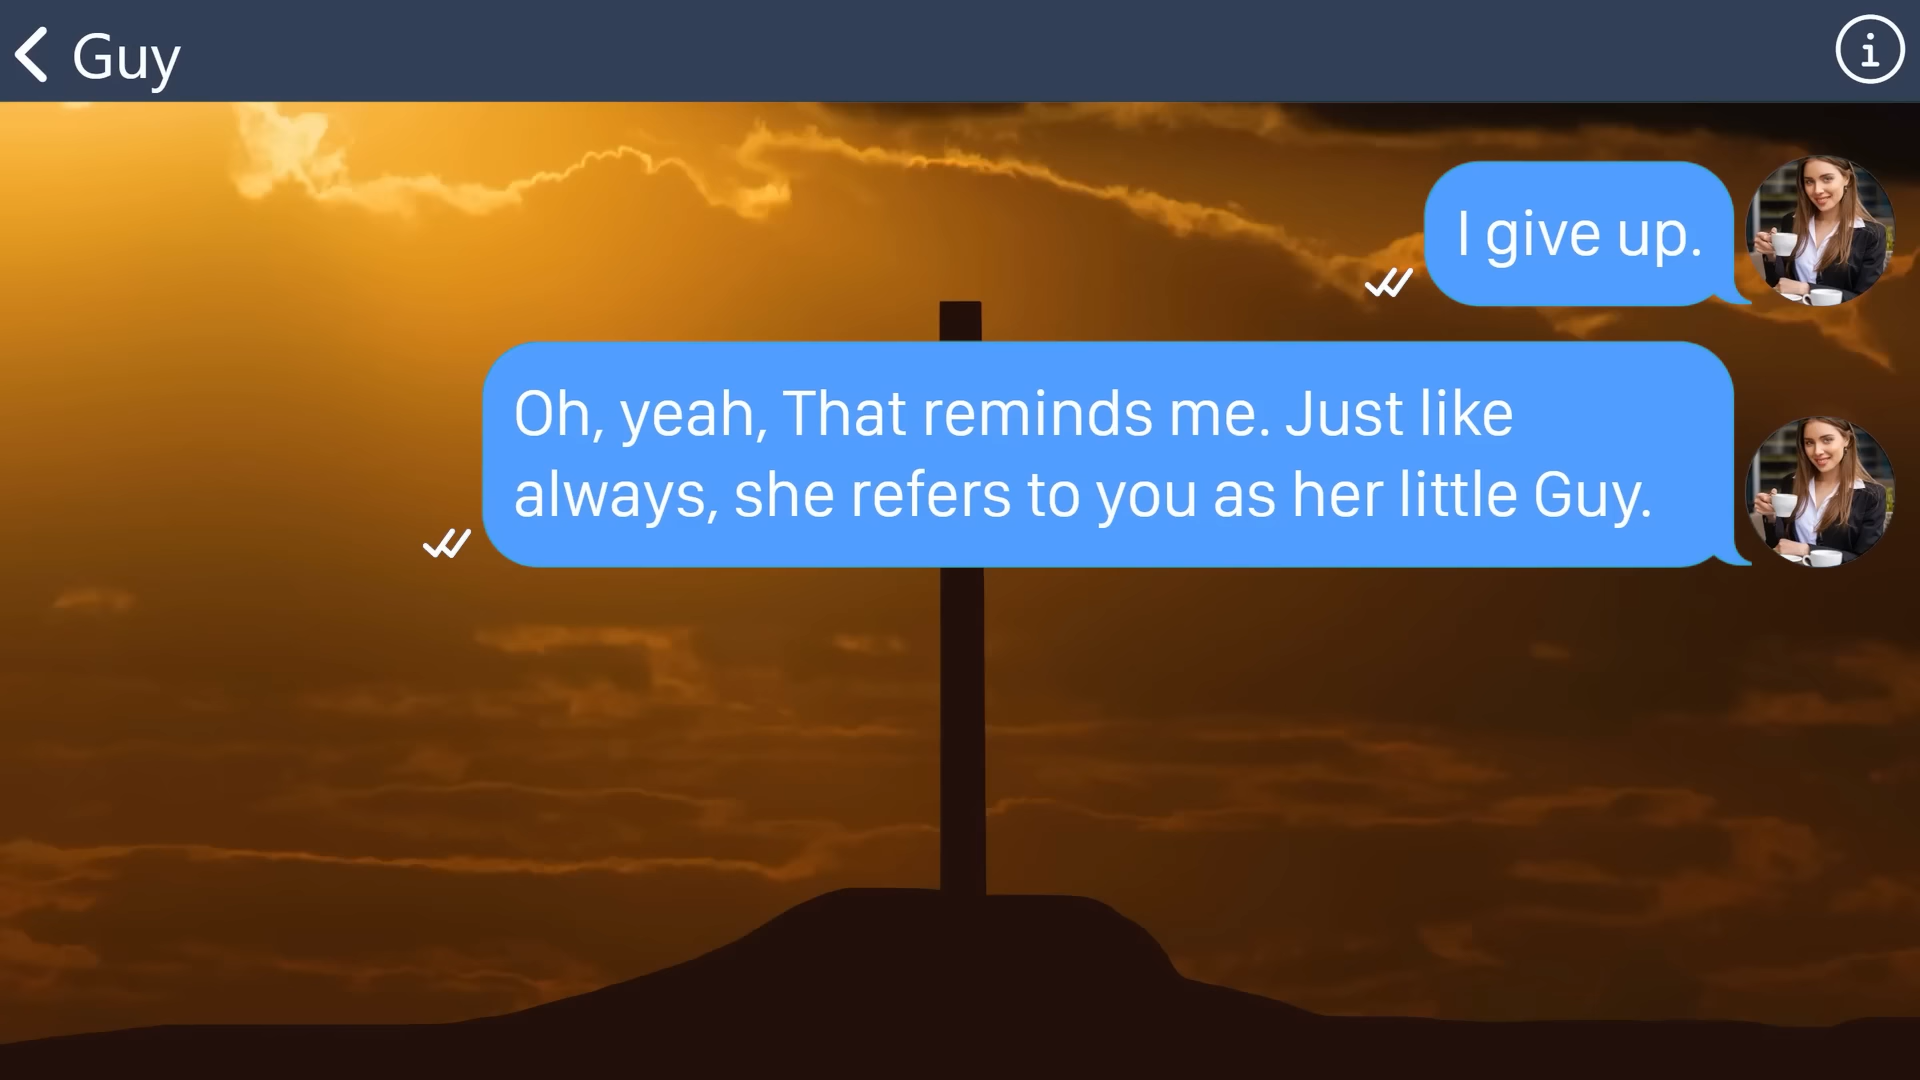 Guy
I give up.
Oh, yeah, That reminds me. Just like
always, she refers to you as her little Guy.